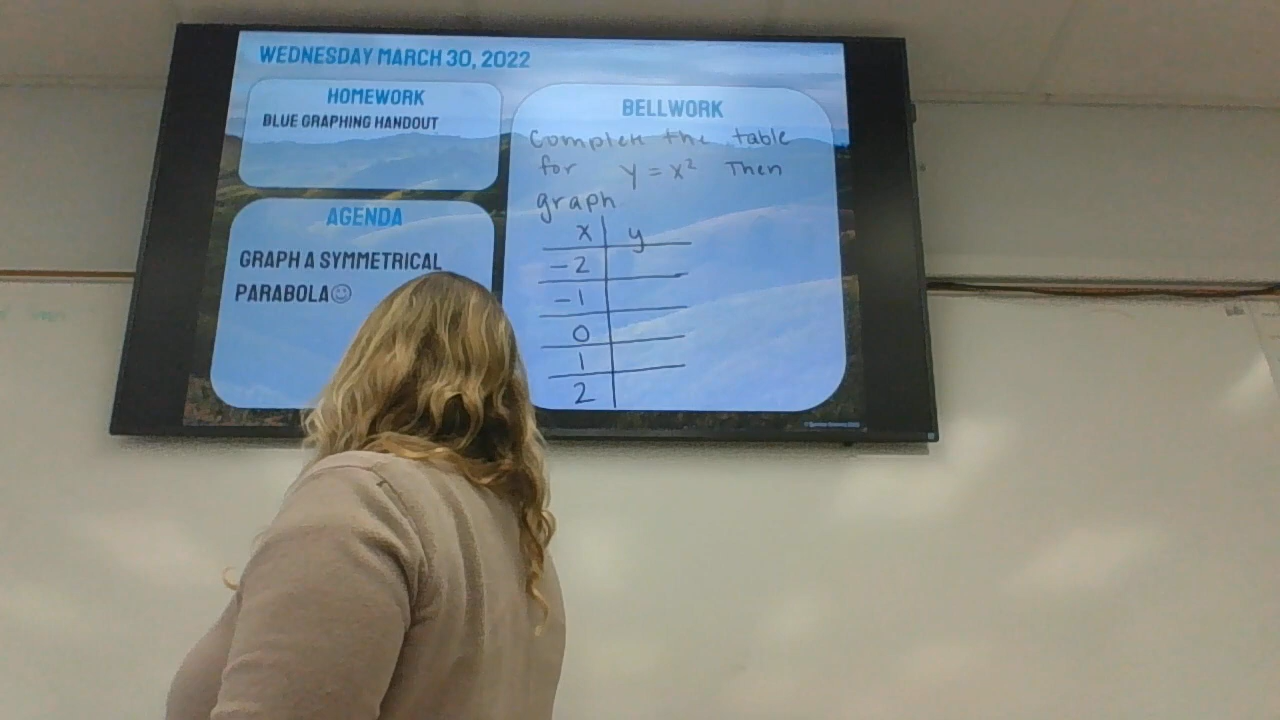 WEDNESDAY MARCH 30, 2022
HOMEWORK
BLUE GRAPHING HANDOUT
AGENDA
GRAPH A SYMMETRICAL
PARABOLA☺
BELLWORK
Complete the table
for y = x² Then
graph
x y
-2
-1
0
1
2